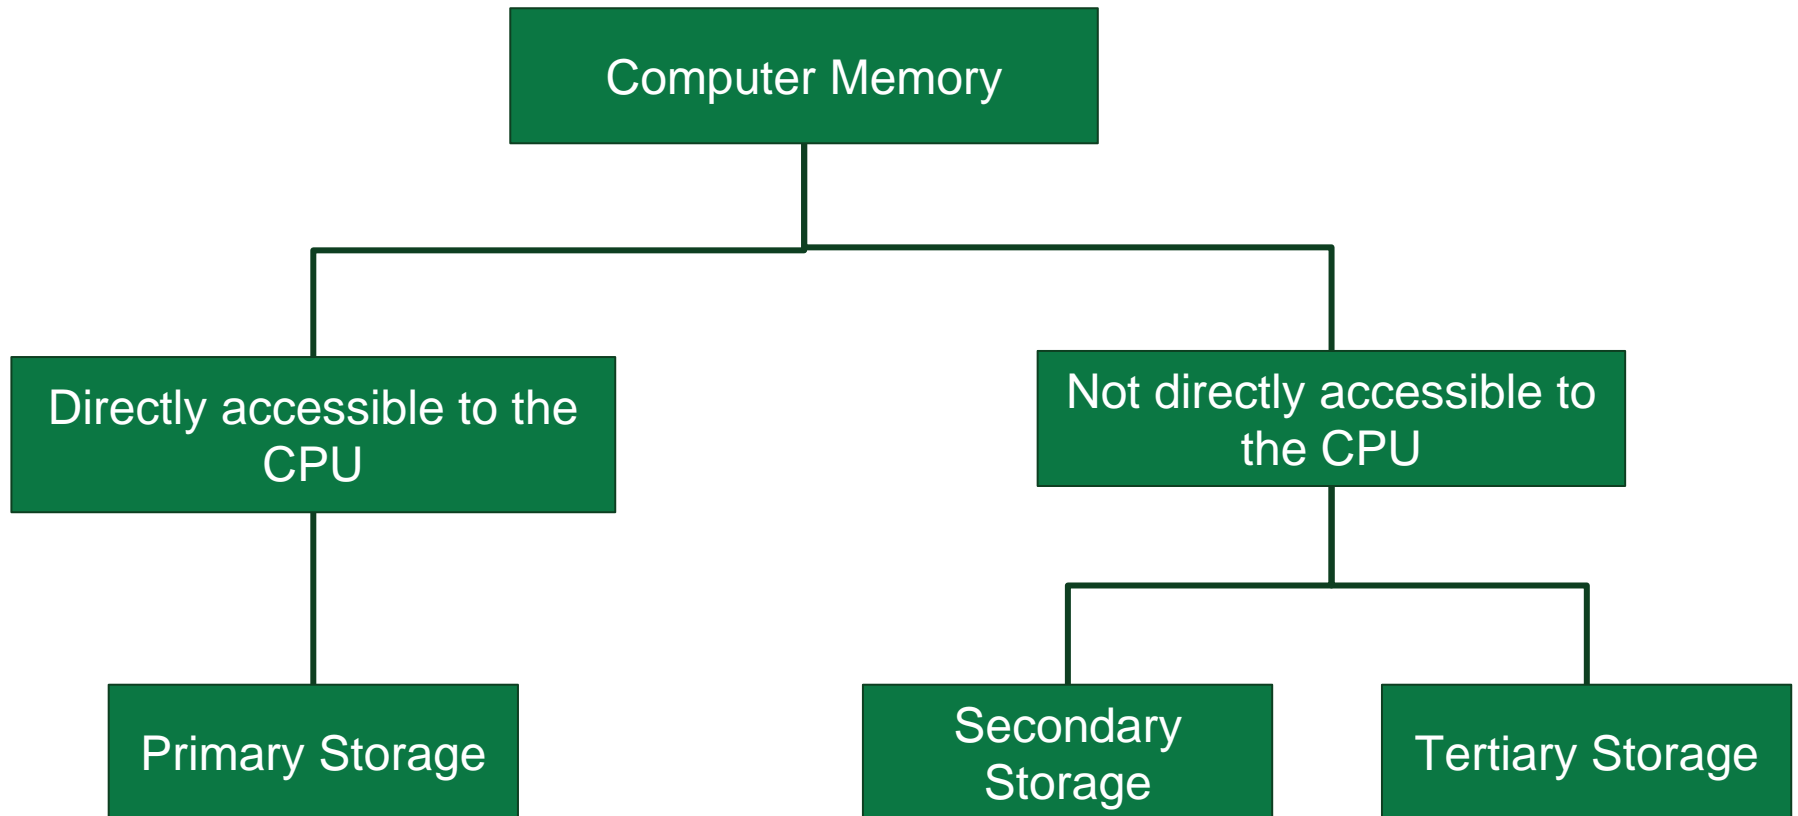 Computer Memory
Directly accessible to the
CPU
Not directly accessible to
the CPU
Primary Storage
Secondary
Storage
Tertiary Storage